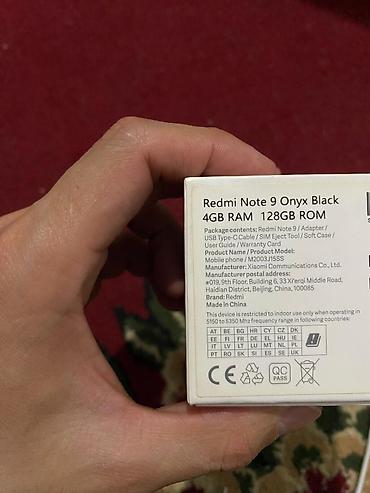 Redmi Note 9 Onyx Black
4GB RAM 128GB ROM
Package contents: Redmi Note 9 / Adapter /
USB Type-C Cable / SIM Eject Tool / Soft Case /
User Guide / Warranty Card
Product Name / Product Model:
Mobile phone / M2003J15SS
Manufacturer: Xiaomi Communications Co., Ltd.
Manufacturer postal address:
#019, 9th Floor, Building 6, 33 Xi'erqi Middle Road,
Haidian District, Beijing, China, 100085
Brand: Redmi
Made in China
This device is restricted to indoor use only when operating in
5150 to 5350 Mhz frequency range in following countries:
AT BE BG HR CY CZ DK
EE FI FR DE EL HU IE
IT LV LT LU MT NL PL
PT RO SK SI ES SE UK
CE QC
PASS